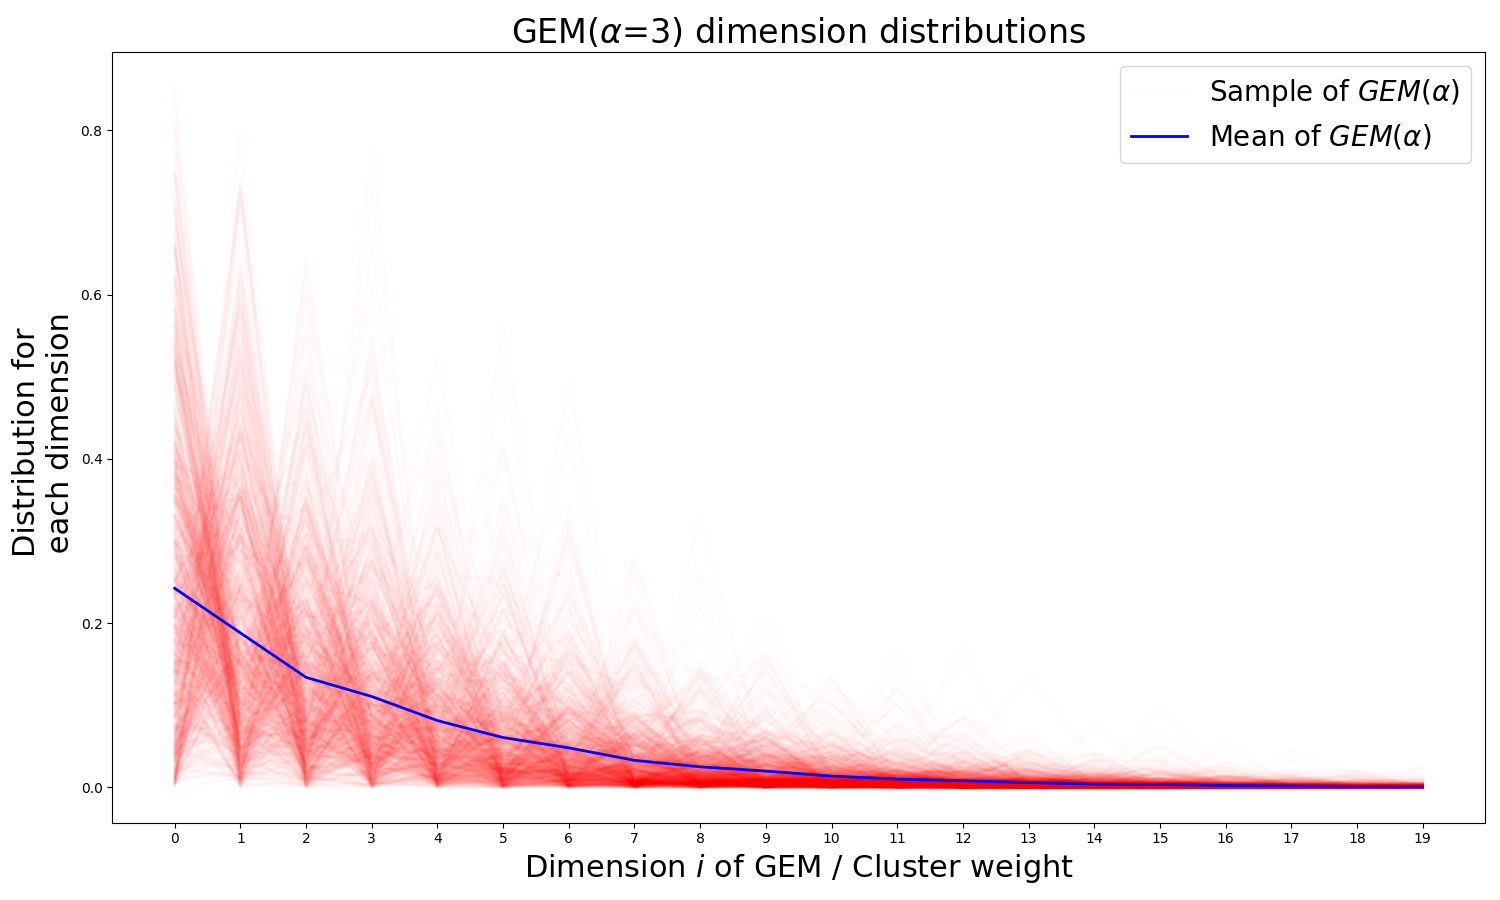 GEM(α=3) dimension distributions
Sample of GEM(α)
Mean of GEM(α)
Distribution for
each dimension
0.8
0.6
0.4
0.2
0.0
0 1 2 3 4 5 6 7 8 9 10 11 12 13 14 15 16 17 18 19
Dimension i of GEM / Cluster weight